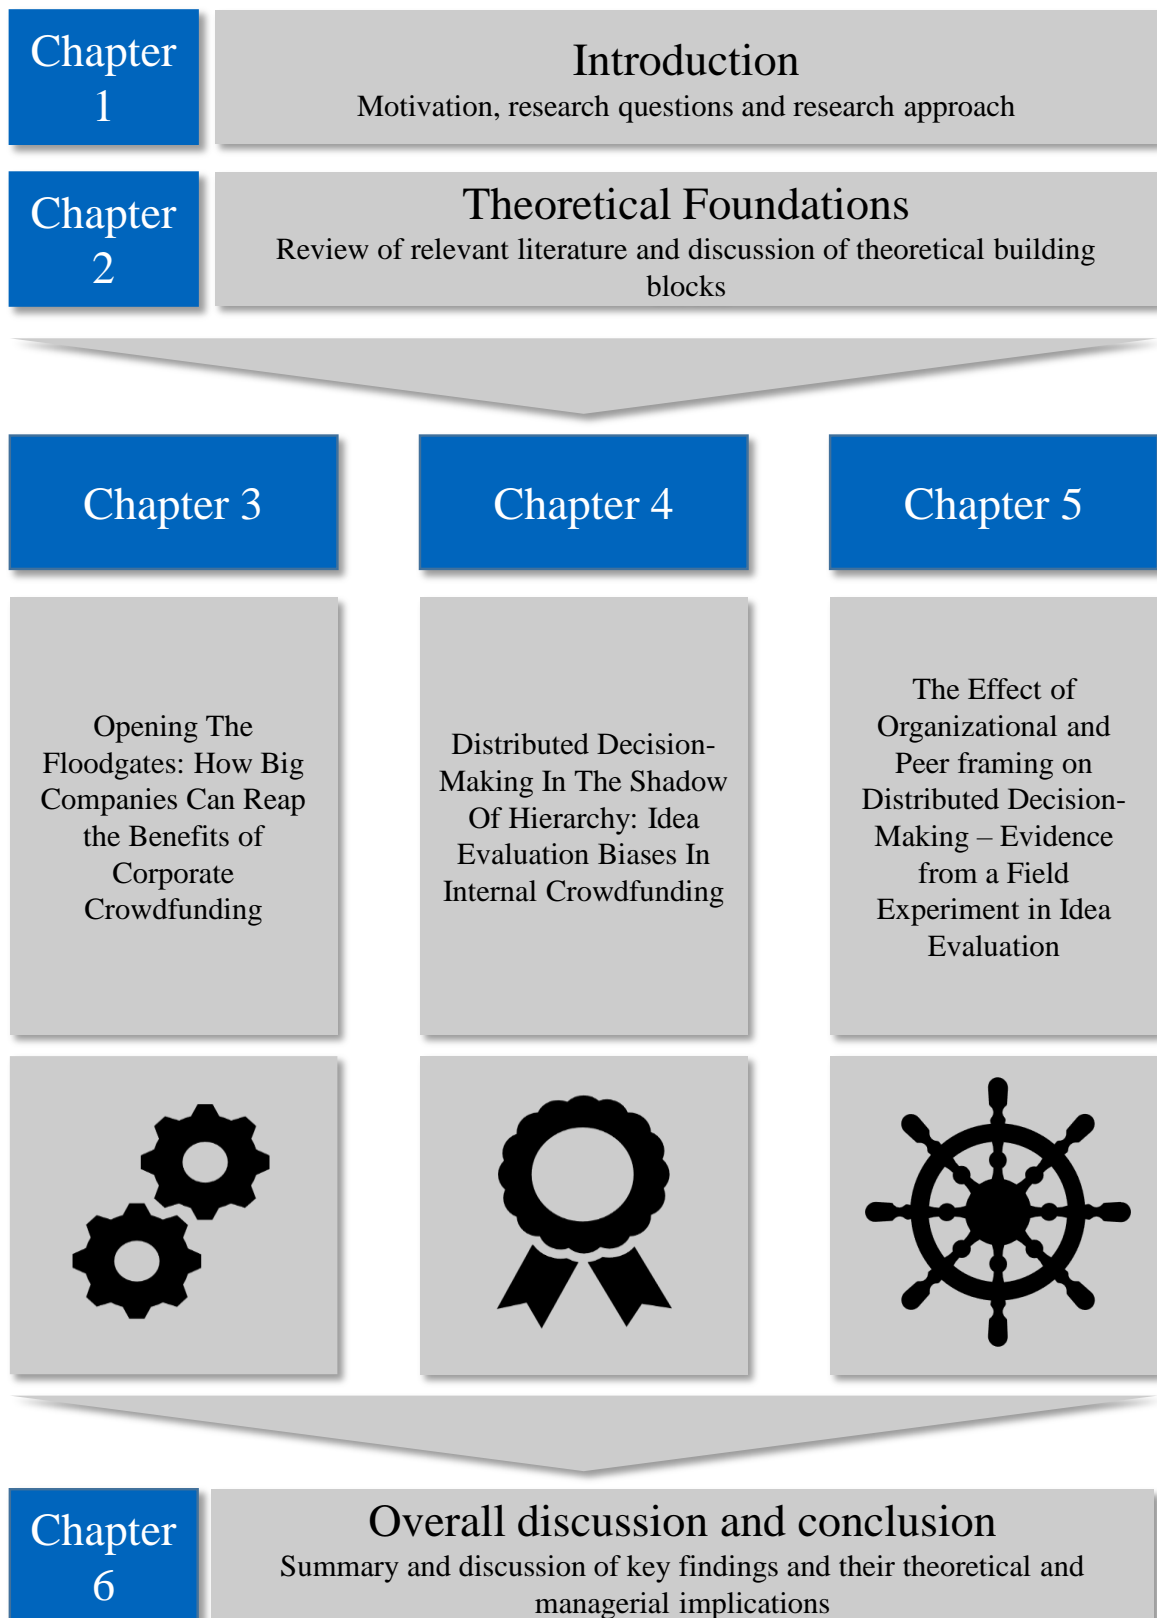 Chapter
1
Introduction
Motivation, research questions and research approach
Chapter
2
Theoretical Foundations
Review of relevant literature and discussion of theoretical building
blocks
Chapter 3
Opening The
Floodgates: How Big
Companies Can Reap
the Benefits of
Corporate
Crowdfunding
Chapter 4
Distributed Decision-
Making In The Shadow
Of Hierarchy: Idea
Evaluation Biases In
Internal Crowdfunding
Chapter 5
The Effect of
Organizational and
Peer framing on
Distributed Decision-
Making – Evidence
from a Field
Experiment in Idea
Evaluation
Chapter
6
Overall discussion and conclusion
Summary and discussion of key findings and their theoretical and
managerial implications